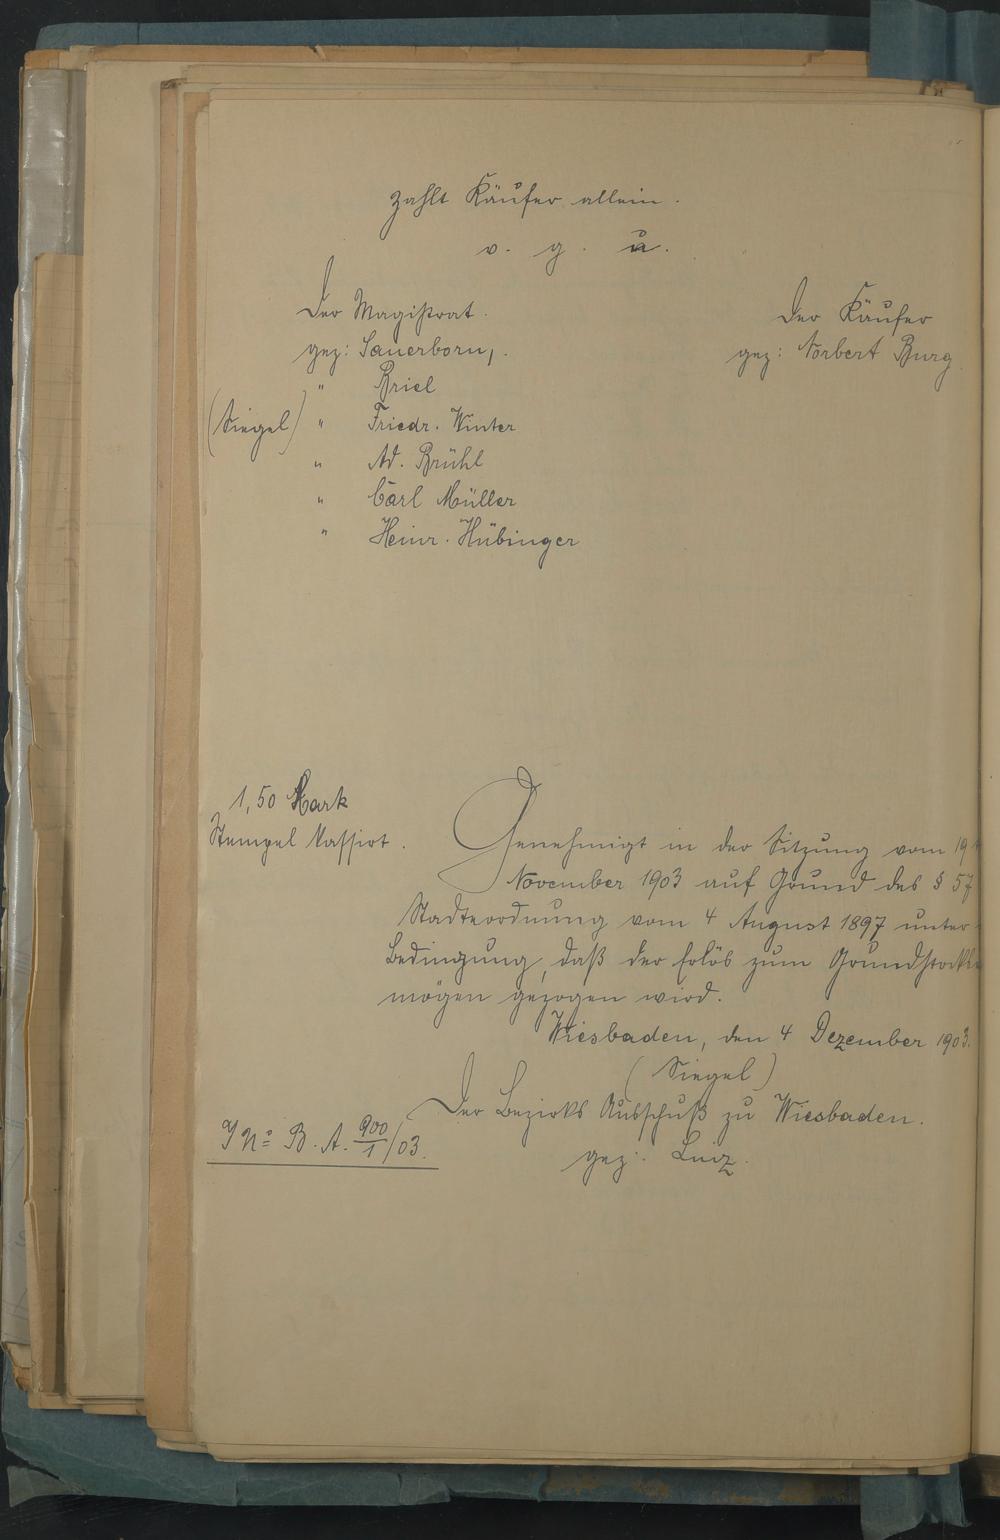 zahlt Käufer allein.
v. g. u.
Der Magistrat.
gez: Sauerborn,.
" Briel
(Siegel) " Friedr. Winter
" Ad. Brühl
" Carl Müller
" Heinr. Hübinger
Der Käufer
gez: Norbert Burg
1,50 Mark
Stempel kassirt.
Genehmigt in der Sitzung vom 19
November 1903 auf Grund des § 57
Stadteordnung vom 4 August 1897 unter
Bedingung, daß der Erlös zum
mögen gezogen wird.
Wiesbaden, den 4 Dezember 1903.
(Siegel)
Der Bezirks Ausschuß zu Wiesbaden.
gez:
J No B. A. 900/1/03.